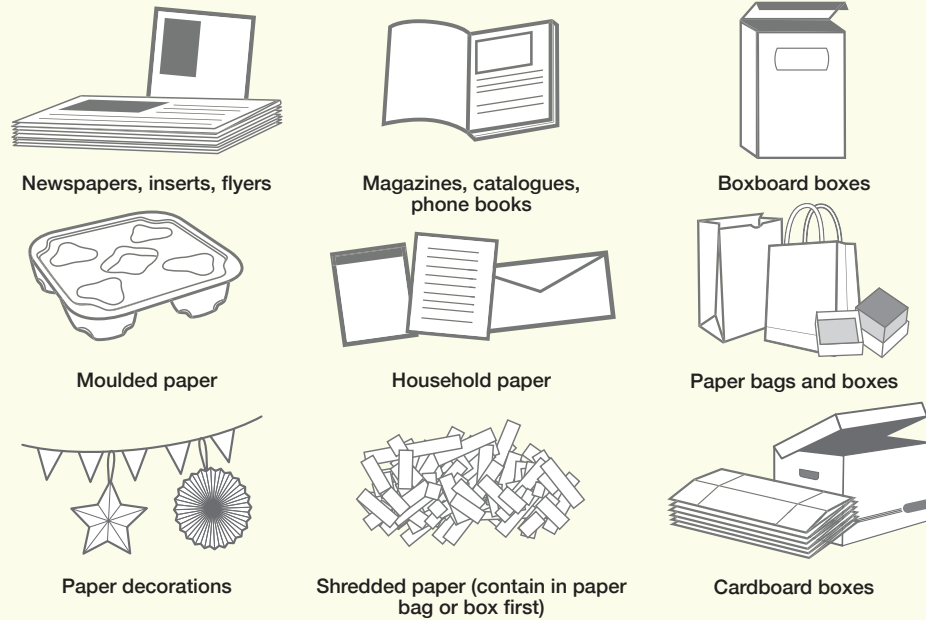 Newspapers, inserts, flyers
Magazines, catalogues,
phone books
Boxboard boxes
Moulded paper
Household paper
Paper bags and boxes
Paper decorations
Shredded paper (contain in paper
bag or box first)
Cardboard boxes